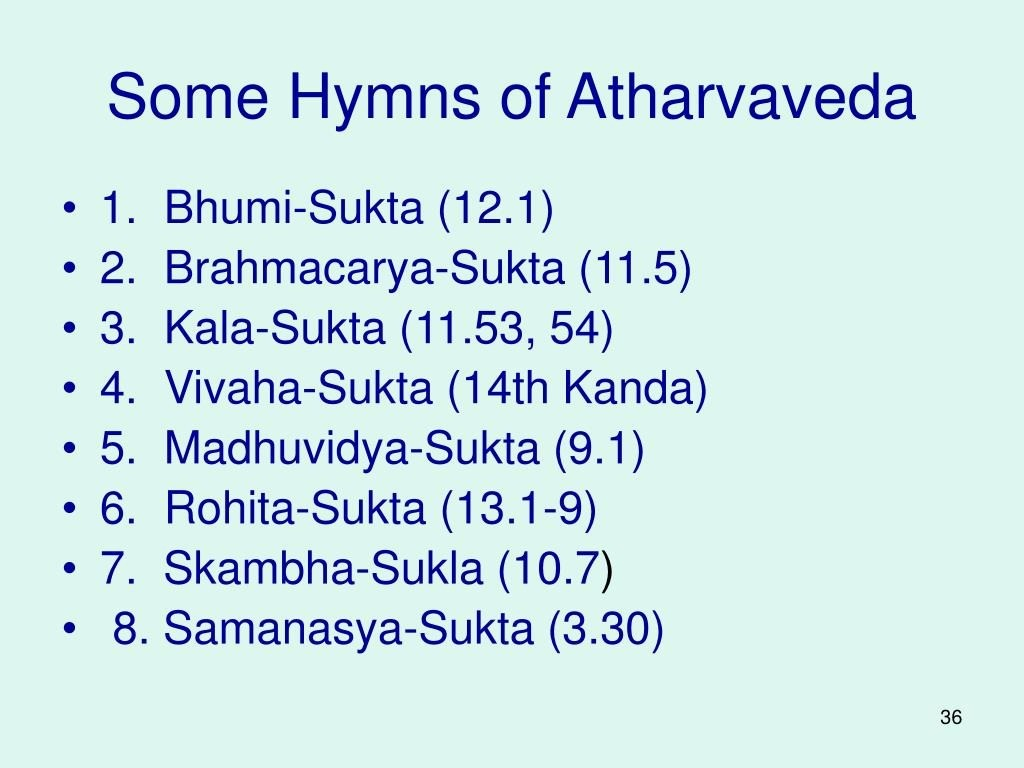 Some Hymns of Atharvaveda
• 1. Bhumi-Sukta (12.1)
• 2. Brahmacarya-Sukta (11.5)
• 3. Kala-Sukta (11.53, 54)
• 4. Vivaha-Sukta (14th Kanda)
• 5. Madhuvidya-Sukta (9.1)
• 6. Rohita-Sukta (13.1-9)
• 7. Skambha-Sukla (10.7)
• 8. Samanasya-Sukta (3.30)
36